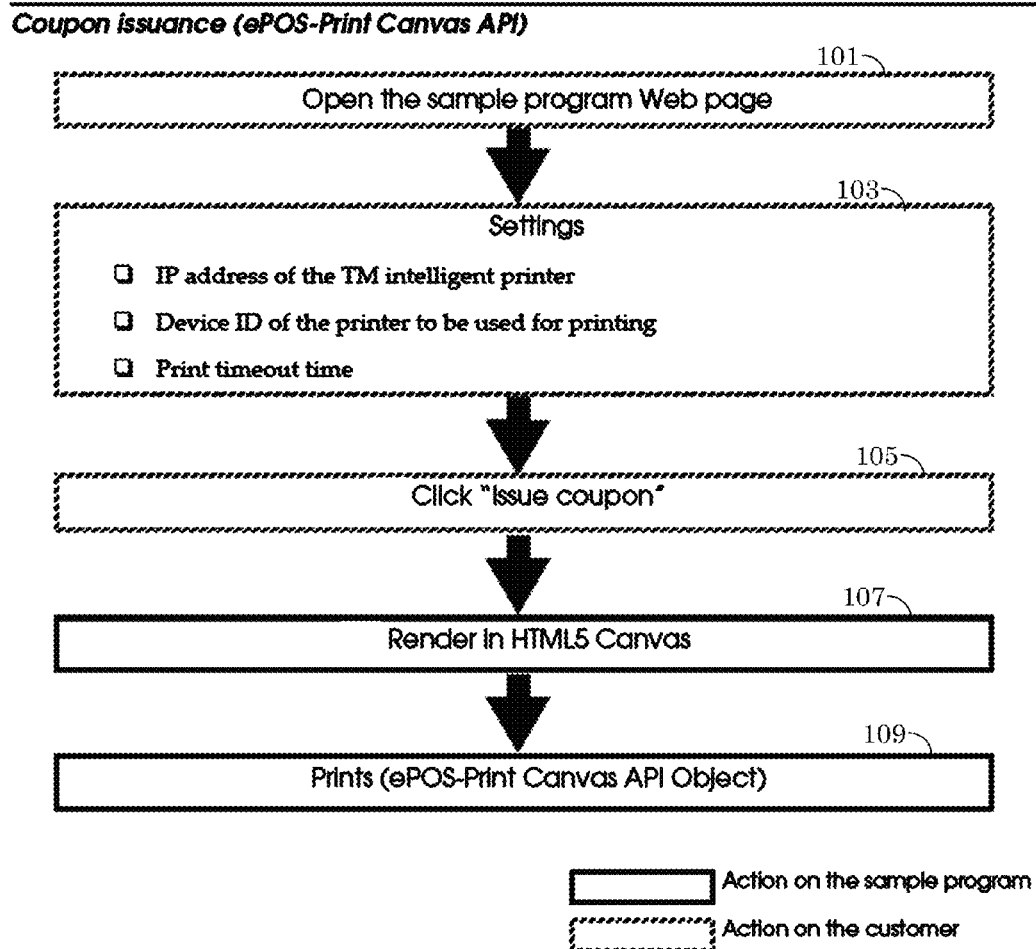 Coupon issuance (ePOS-Print Canvas API)
101
Open the sample program Web page
103
Settings
❏ IP address of the TM intelligent printer
❏ Device ID of the printer to be used for printing
❏ Print timeout time
105
Click "Issue coupon"
107
Render in HTML5 Canvas
109
Prints (ePOS-Print Canvas API Object)
Action on the sample program
Action on the customer